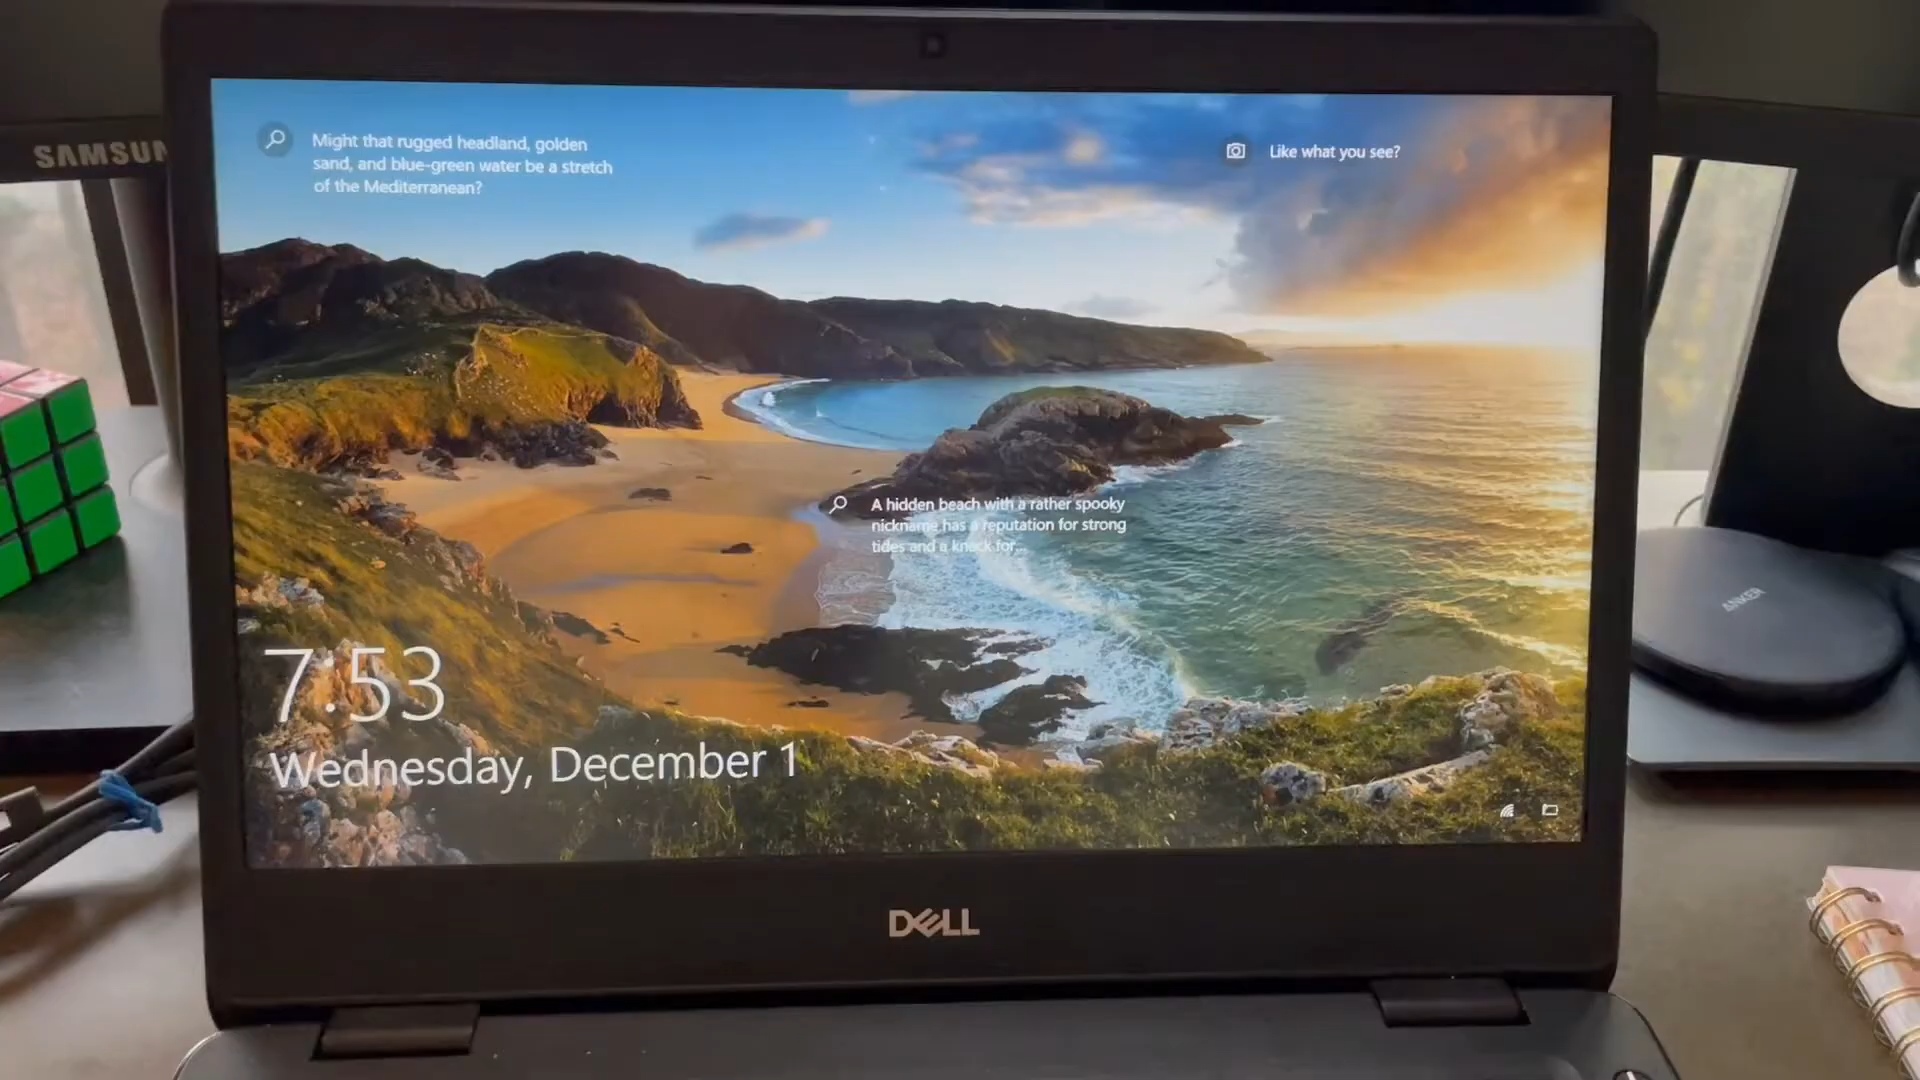 SAMSUN
Might that rugged headland, golden
sand, and blue-green water be a stretch
of the Mediterranean?
Like what you see?
A hidden beach with a rather spooky
nickname has a reputation for strong
tides and a knack for...
ANKER
7:53
Wednesday, December 1
DELL